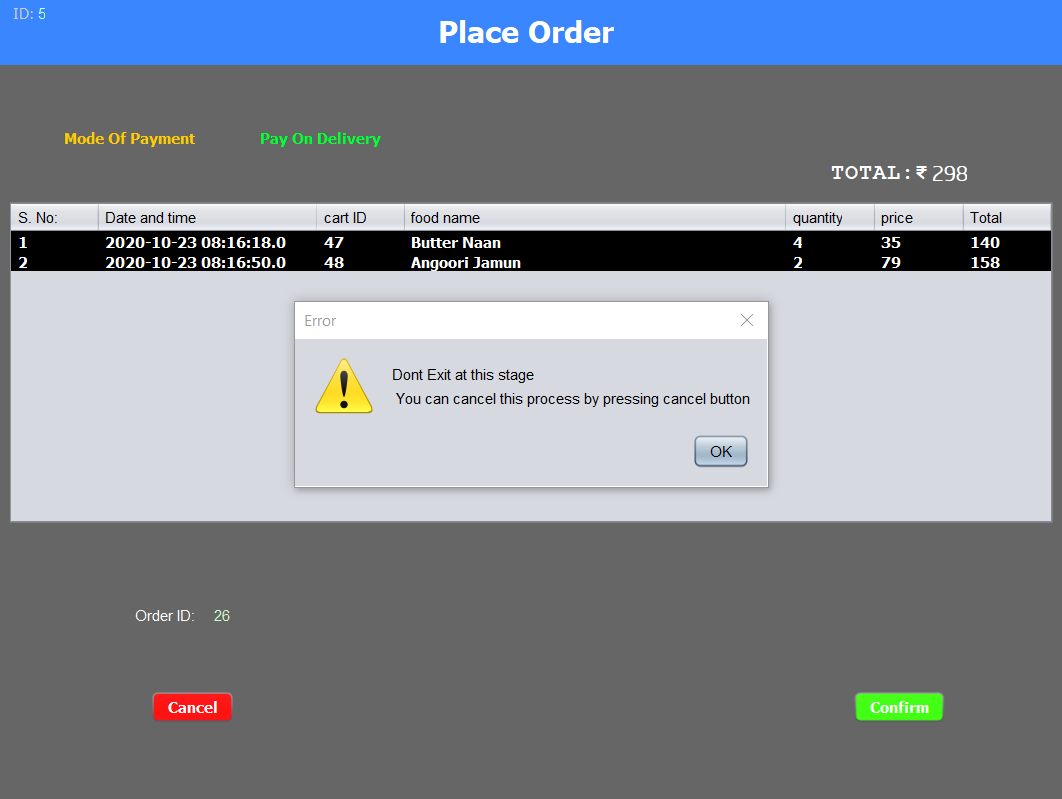 ID: 5
Place Order
Mode Of Payment Pay On Delivery
TOTAL:₹ 298
S. No: Date and time cart ID food name quantity price Total
1 2020-10-23 08:16:18.0 47 Butter Naan 4 35 140
2 2020-10-23 08:16:50.0 48 Angoori Jamun 2 79 158
Error
Dont Exit at this stage
You can cancel this process by pressing cancel button
OK
Order ID: 26
Cancel Confirm